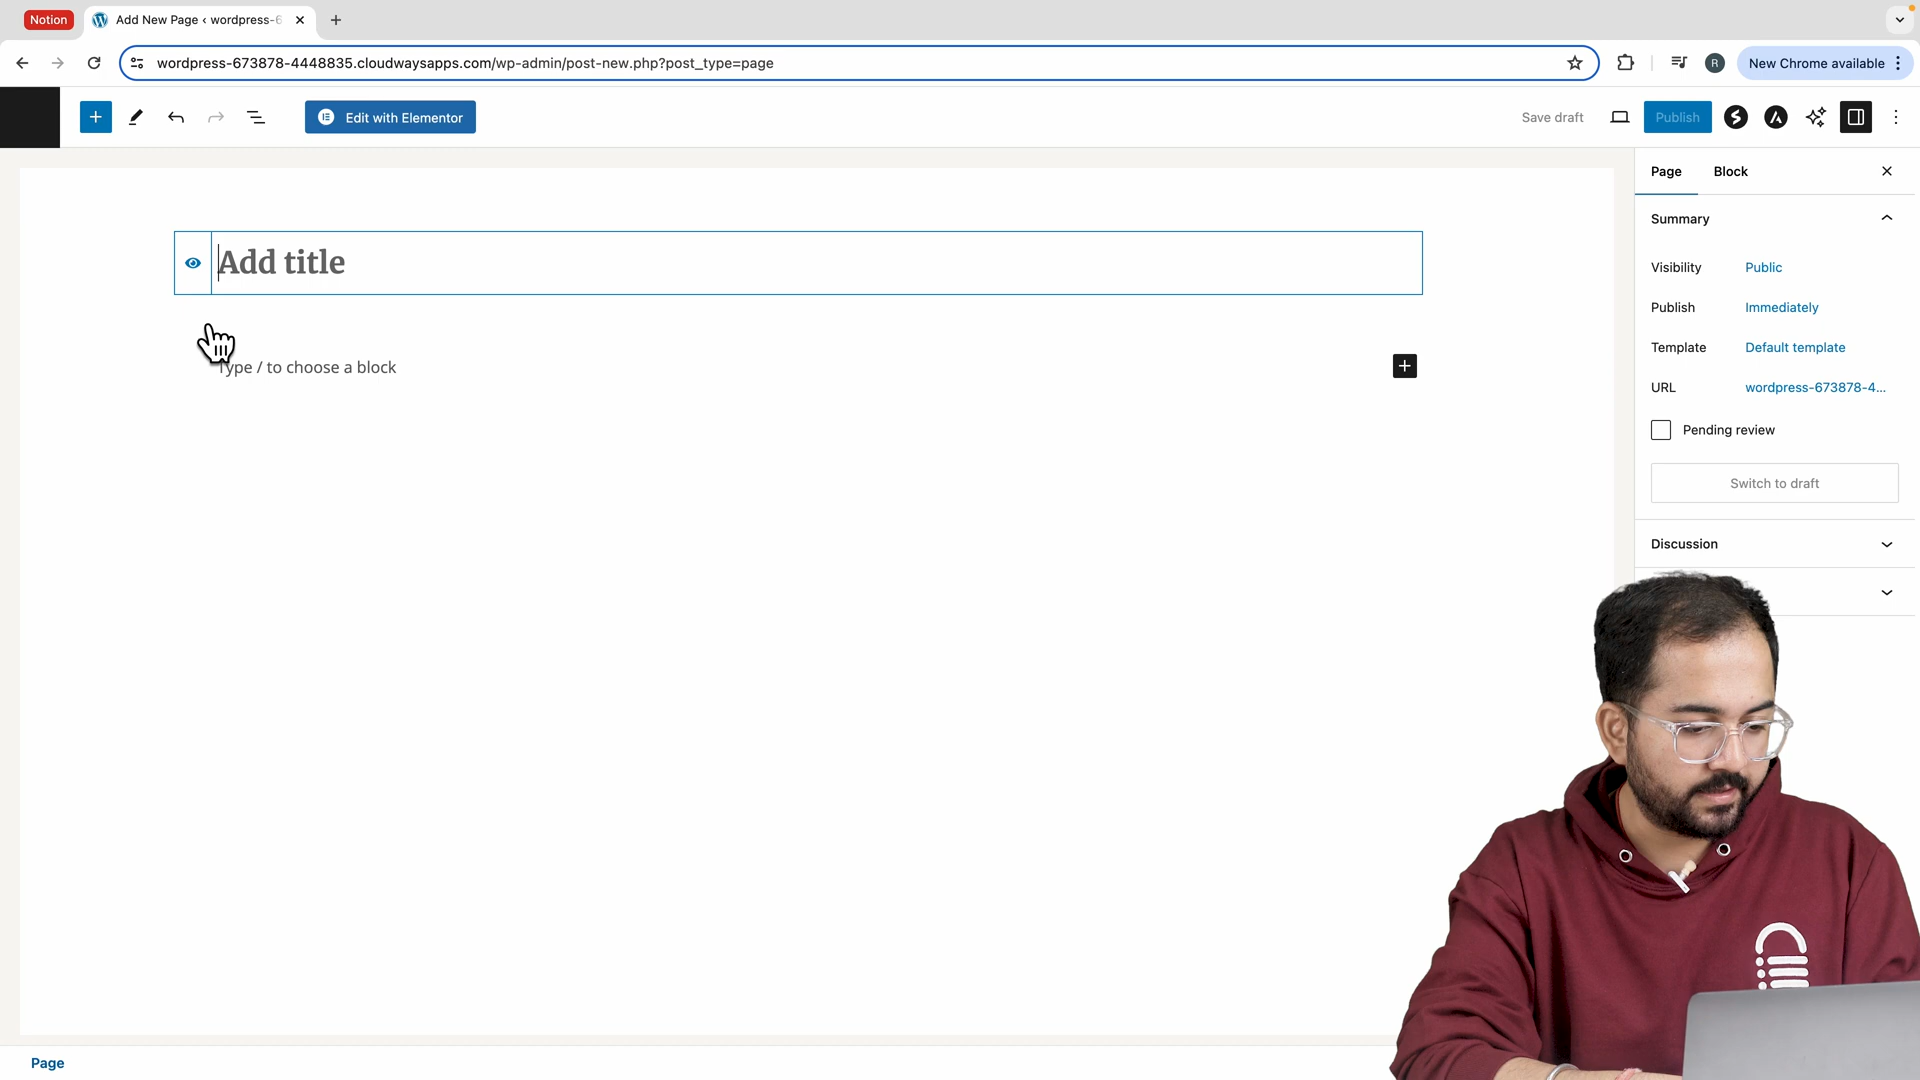 Notion
Add New Page ‹ wordpress-6
wordpress-673878-4448835.cloudwaysapps.com/wp-admin/post-new.php?post_type=page
R
New Chrome available
Edit with Elementor
Save draft
Publish
Page
Block
Summary
Add title
Visibility
Public
Publish
Immediately
Template
Default template
Type / to choose a block
URL
wordpress-673878-4...
Pending review
Switch to draft
Discussion
Page